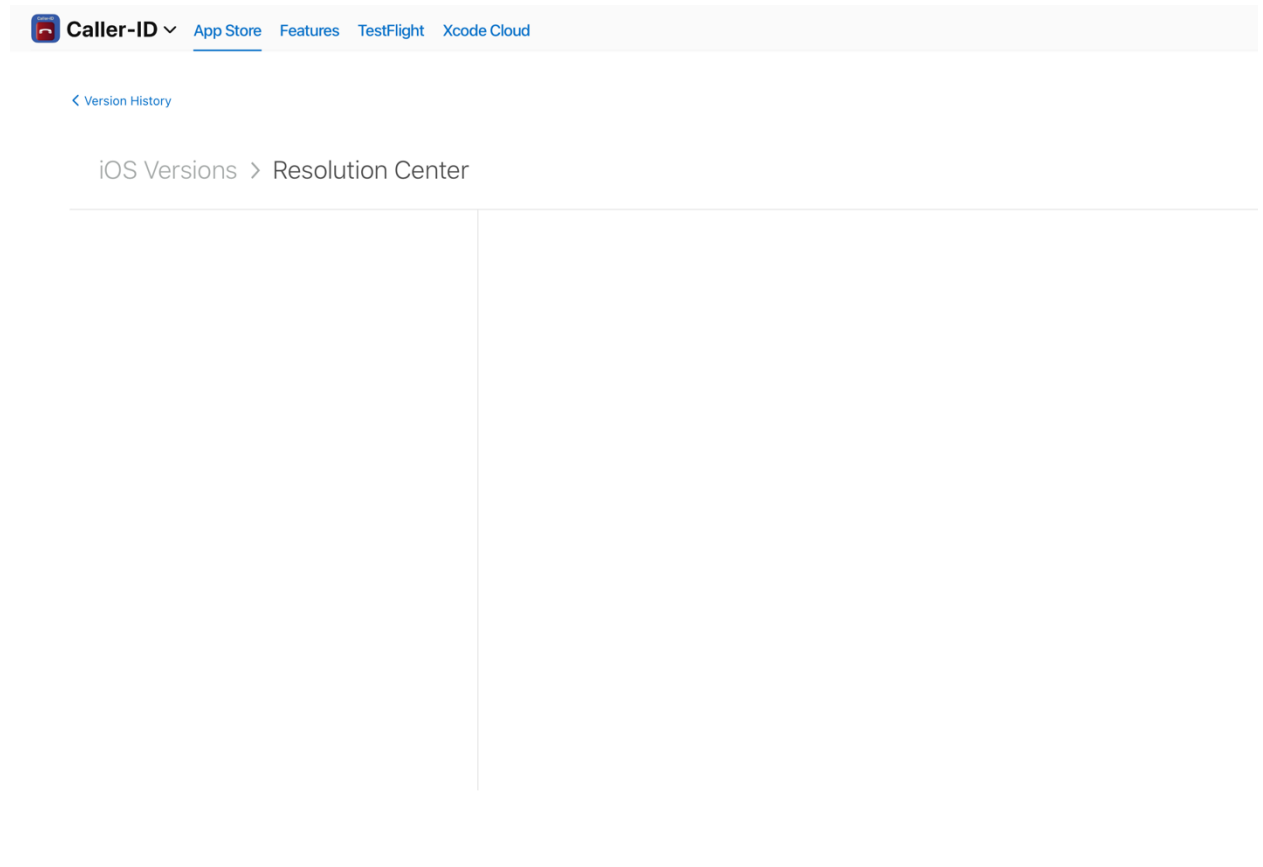 Caller-ID App Store Features TestFlight Xcode Cloud
Version History
iOS Versions > Resolution Center